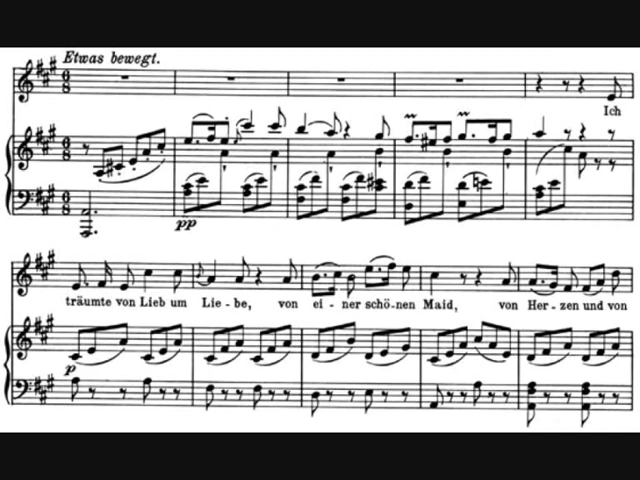 Etwas bewegt.
Ich
pp
träumte von Lieb um Lie-be, von ei-ner schö-nen Maid, von Her-zen und von
p